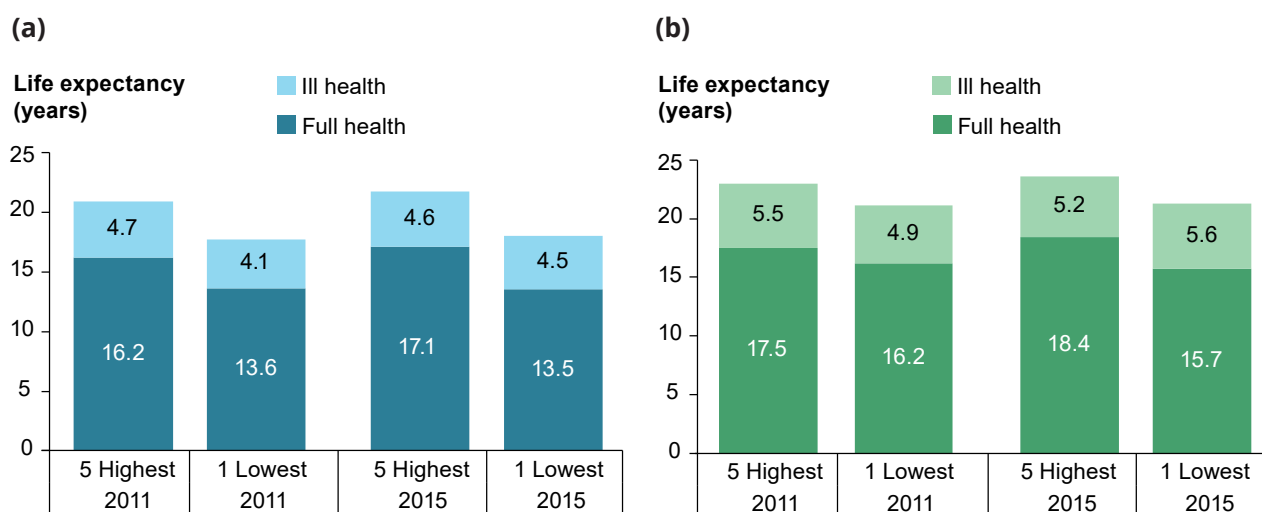 (a)
Life expectancy
(years)
Ill health
Full health
25
20
15
10
5
0
4.7
16.2
4.1
13.6
4.6
17.1
4.5
13.5
5 Highest
2011
1 Lowest
2011
5 Highest
2015
1 Lowest
2015
(b)
Life expectancy
(years)
Ill health
Full health
25
20
15
10
5
0
5.5
17.5
4.9
16.2
5.2
18.4
5.6
15.7
5 Highest
2011
1 Lowest
2011
5 Highest
2015
1 Lowest
2015